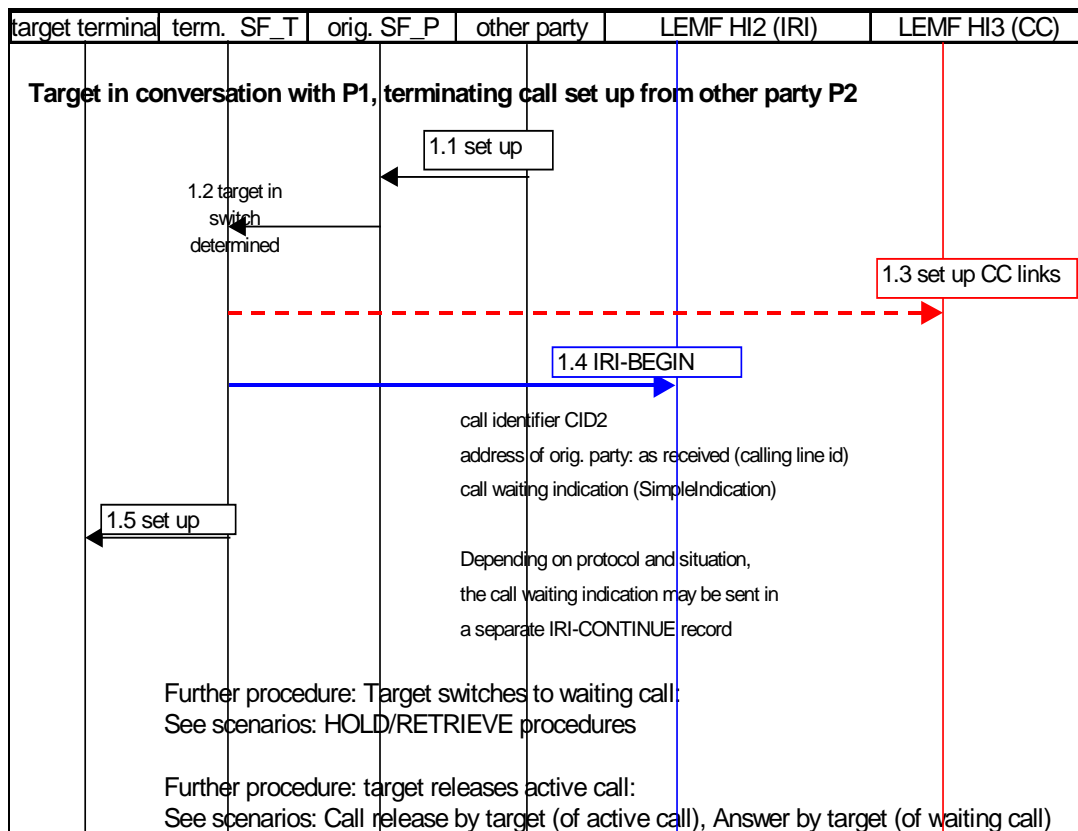 target terminal
term. SF_T
orig. SF_P
other party
LEMF HI2 (IRI)
LEMF HI3 (CC)
Target in conversation with P1, terminating call set up from other party P2
1.1 set up
1.2 target in
switch
determined
1.3 set up CC links
1.4 IRI-BEGIN
call identifier CID2
address of orig. party: as received (calling line id)
call waiting indication (SimpleIndication)
1.5 set up
Depending on protocol and situation,
the call waiting indication may be sent in
a separate IRI-CONTINUE record
Further procedure: Target switches to waiting call:
See scenarios: HOLD/RETRIEVE procedures
Further procedure: target releases active call:
See scenarios: Call release by target (of active call), Answer by target (of waiting call)